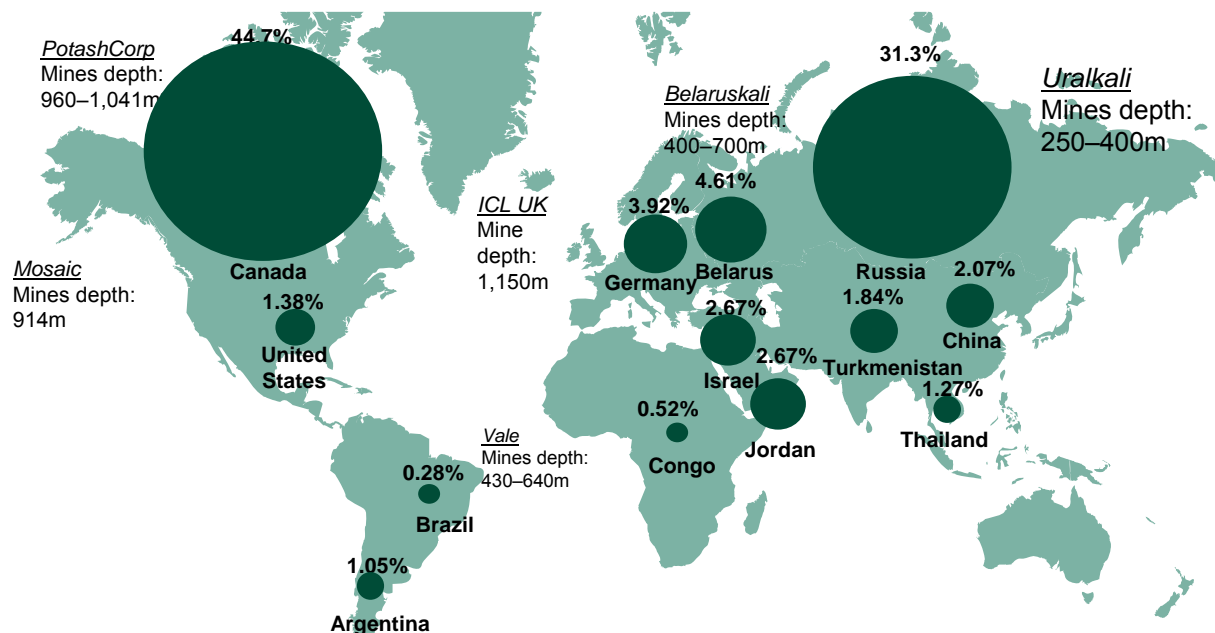 44.7%
PotashCorp
Mines depth:
960–1,041m
31.3%
Uralkali
Mines depth:
250–400m
Belaruskali
Mines depth:
400–700m
4.61%
3.92%
ICL UK
Mine
depth:
1,150m
Mosaic
Mines depth:
914m
Canada
1.38%
United
States
Germany
Belarus
Russia
2.07%
1.84%
2.67%
China
2.67%
Turkmenistan
Israel
1.27%
0.52%
Thailand
Jordan
Congo
Vale
Mines depth:
430–640m
0.28%
Brazil
1.05%
Argentina